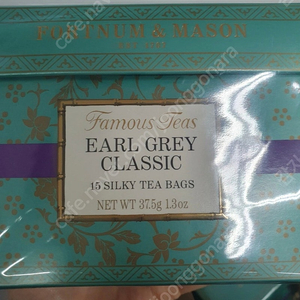 FORTNUM & MASON
Famous Teas
EARL GREY
CLASSIC
15 SILKY TEA BAGS
NET WT 37.5g 1.3oz